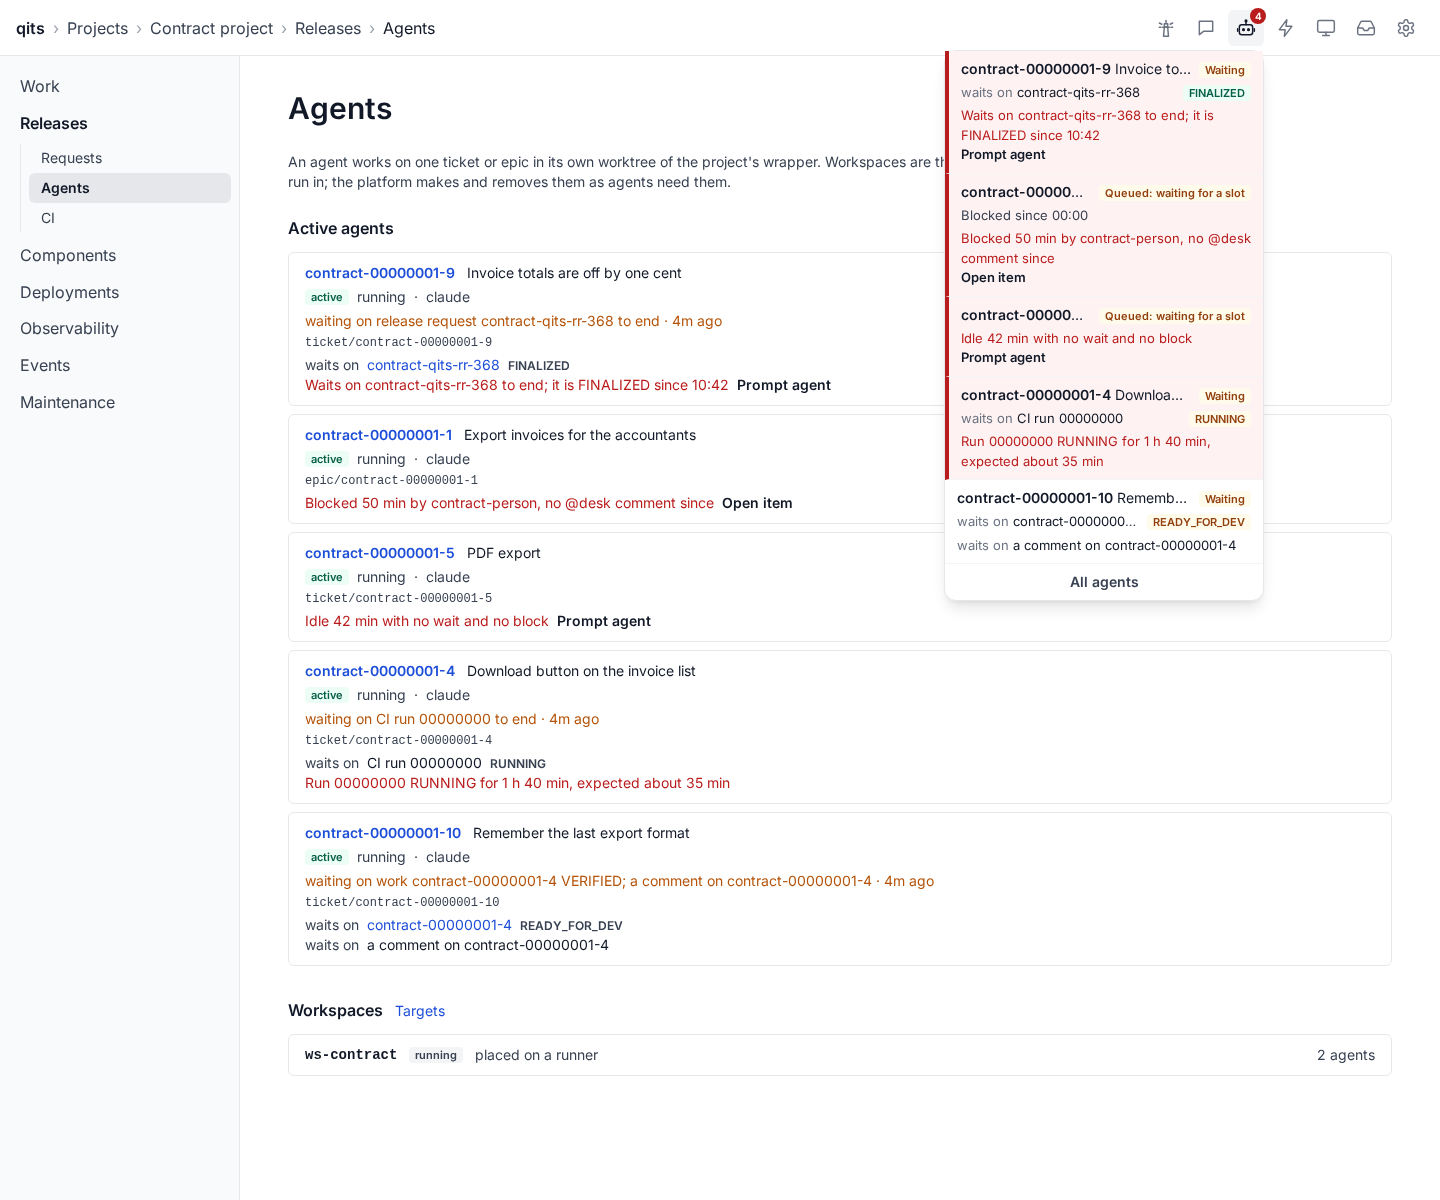 qits › Projects › Contract project › Releases › Agents
4
Work
Releases
Requests
Agents
CI
Components
Deployments
Observability
Events
Maintenance
Agents
An agent works on one ticket or epic in its own worktree of the project's wrapper. Workspaces are
run in; the platform makes and removes them as agents need them.
Active agents
contract-00000001-9 Invoice totals are off by one cent
active running · claude
waiting on release request contract-qits-rr-368 to end · 4m ago
ticket/contract-00000001-9
waits on contract-qits-rr-368 FINALIZED
Waits on contract-qits-rr-368 to end; it is FINALIZED since 10:42 Prompt agent
contract-00000001-1 Export invoices for the accountants
active running · claude
epic/contract-00000001-1
Blocked 50 min by contract-person, no @desk comment since Open item
contract-00000001-5 PDF export
active running · claude
ticket/contract-00000001-5
Idle 42 min with no wait and no block Prompt agent
contract-00000001-4 Download button on the invoice list
active running · claude
waiting on CI run 00000000 to end · 4m ago
ticket/contract-00000001-4
waits on CI run 00000000 RUNNING
Run 00000000 RUNNING for 1 h 40 min, expected about 35 min
contract-00000001-10 Remember the last export format
active running · claude
waiting on work contract-00000001-4 VERIFIED; a comment on contract-00000001-4 · 4m ago
ticket/contract-00000001-10
waits on contract-00000001-4 READY_FOR_DEV
waits on a comment on contract-00000001-4
Workspaces Targets
ws-contract running placed on a runner 2 agents
contract-00000001-9 Invoice to... Waiting
waits on contract-qits-rr-368 FINALIZED
Waits on contract-qits-rr-368 to end; it is
FINALIZED since 10:42
Prompt agent
contract-00000... Queued: waiting for a slot
Blocked since 00:00
Blocked 50 min by contract-person, no @desk
comment since
Open item
contract-00000... Queued: waiting for a slot
Idle 42 min with no wait and no block
Prompt agent
contract-00000001-4 Downloa... Waiting
waits on CI run 00000000 RUNNING
Run 00000000 RUNNING for 1 h 40 min,
expected about 35 min
contract-00000001-10 Rememb... Waiting
waits on contract-0000000... READY_FOR_DEV
waits on a comment on contract-00000001-4
All agents